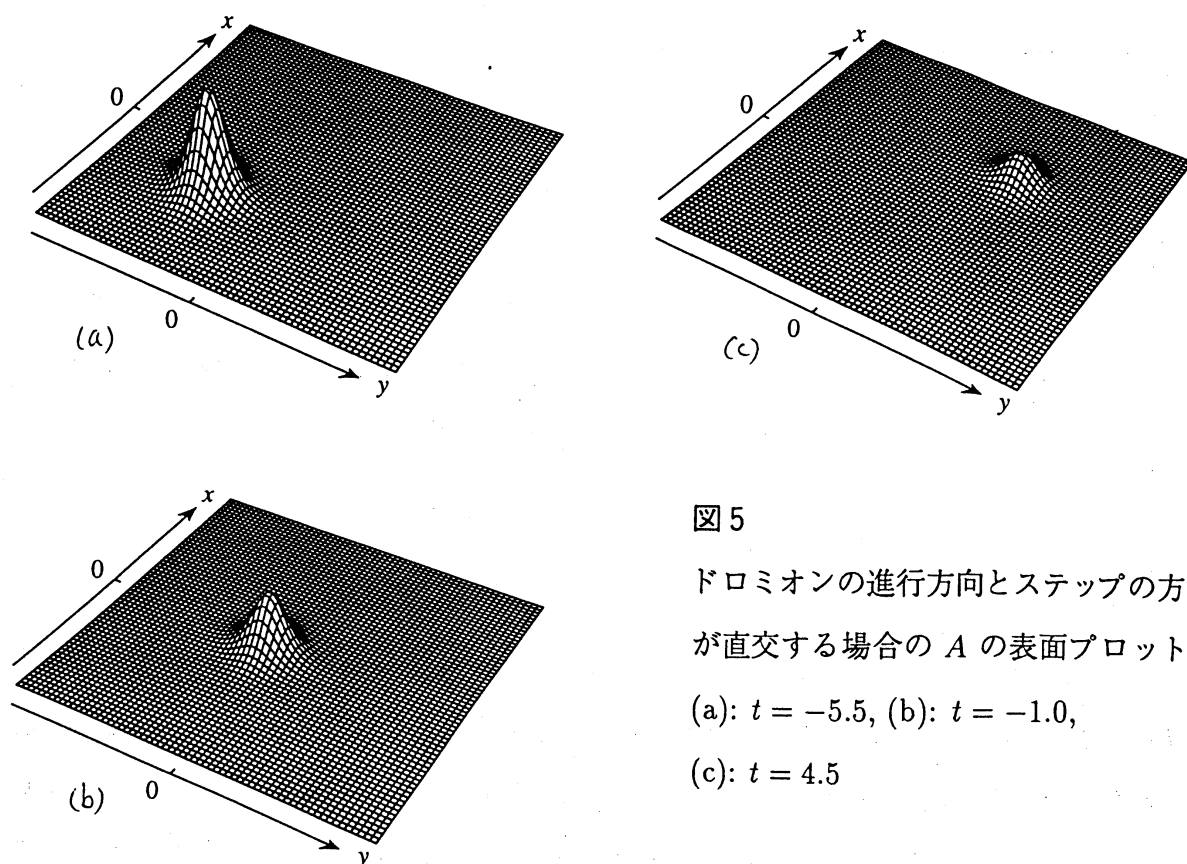 x
0
0
(a)
y
x
0
0
(c)
y
x
0
0
(b)
y
図5
ドロミオンの進行方向とステップの方
が直交する場合の A の表面プロット
(a): t = −5.5, (b): t = −1.0,
(c): t = 4.5